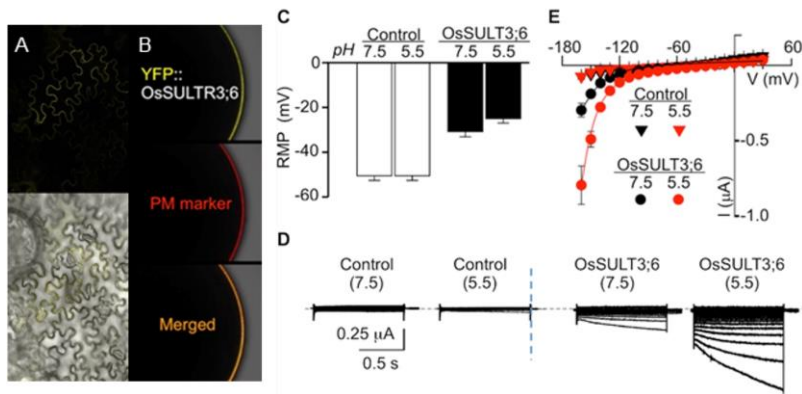 A
B
YFP::
OsSULTR3;6
PM marker
Merged
C
Control OsSULT3;6
pH 7.5 5.5 7.5 5.5
0
-20
-40
-60
RMP (mV)
E
-180 -120 -60 60
V (mV)
Control
7.5 5.5
OsSULT3;6
7.5 5.5
-0.5
-1.0
I (µA)
D
Control
(7.5)
Control
(5.5)
OsSULT3;6
(7.5)
OsSULT3;6
(5.5)
0.25 µA
0.5 s